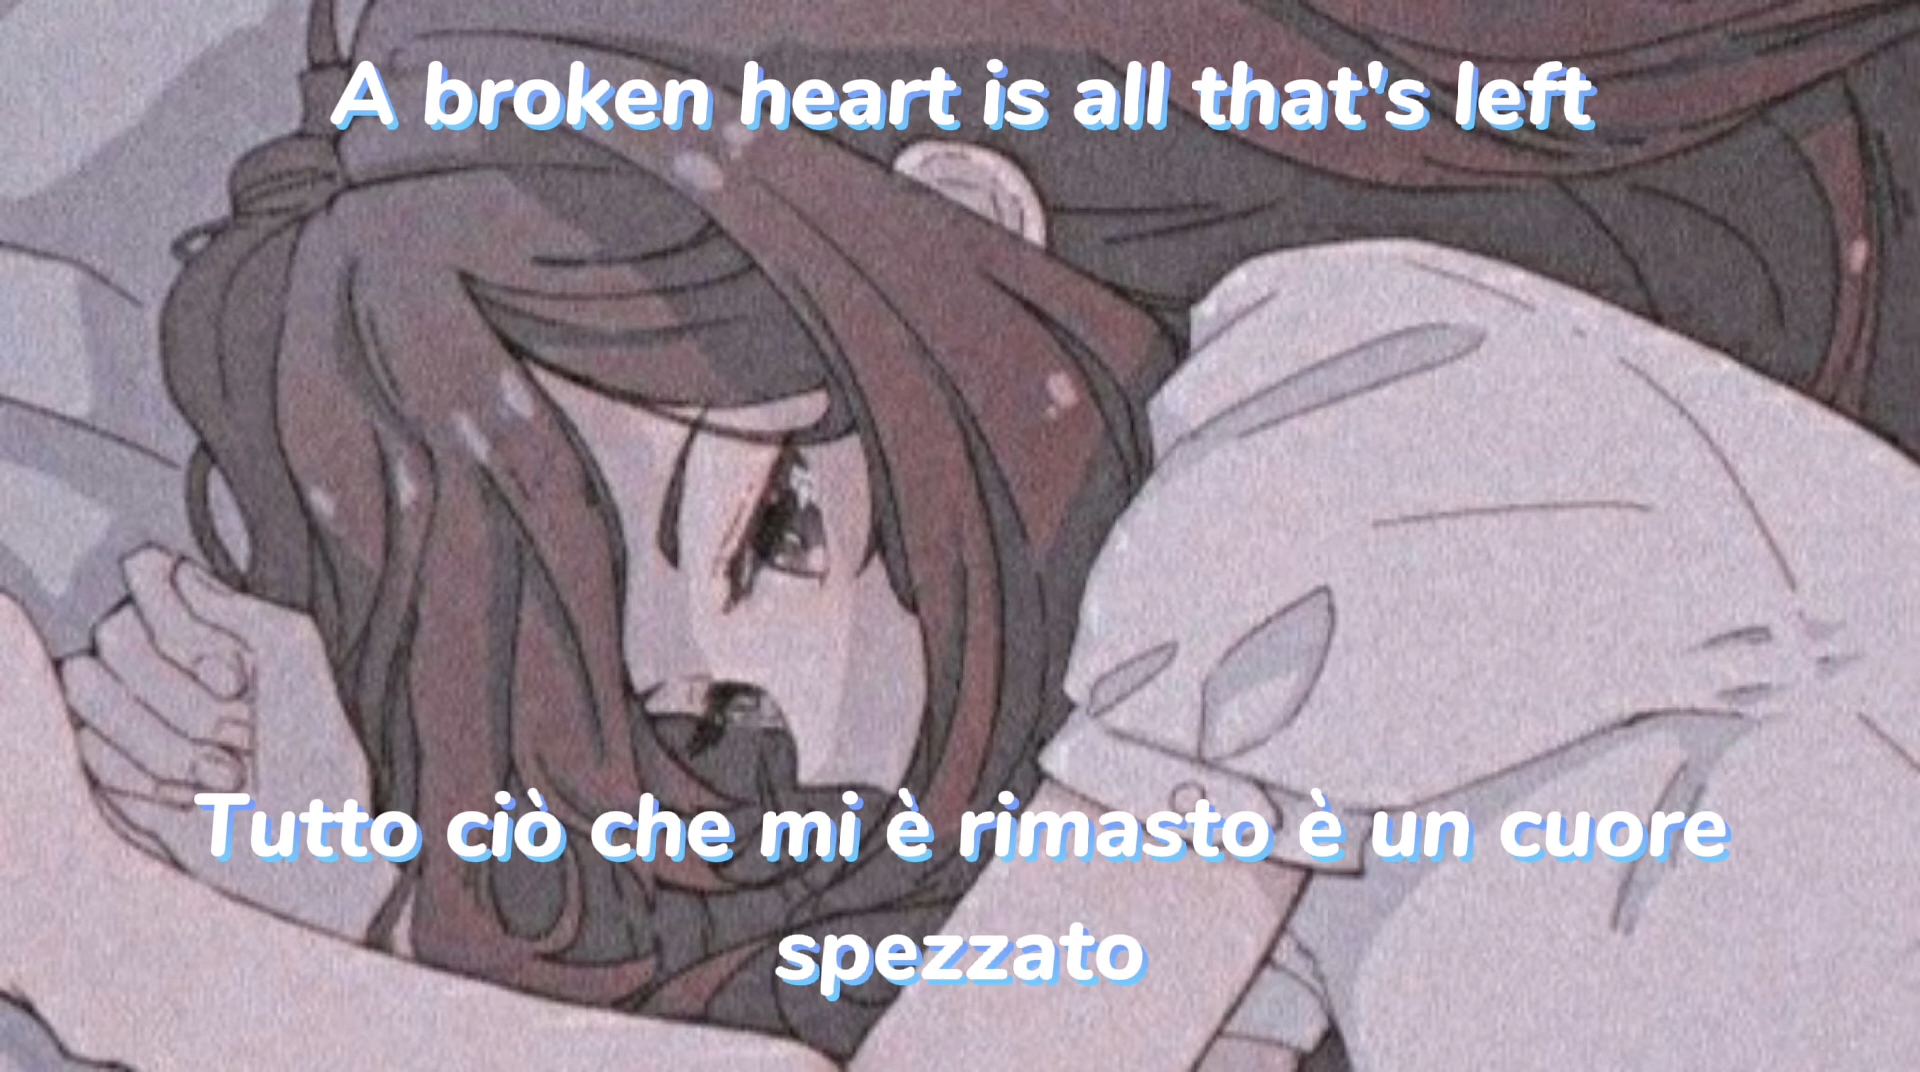 A broken heart is all that's left
Tutto ciò che mi è rimasto è un cuore
spezzato